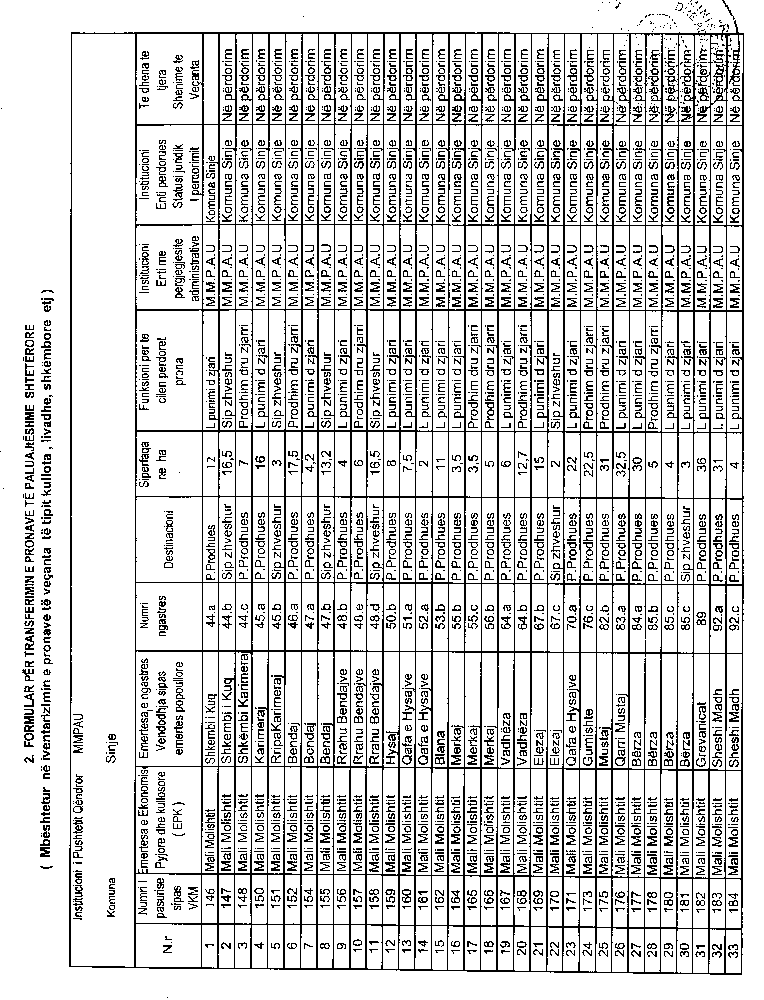 2. FORMULAR PËR TRANSFERIMIN E PRONAVE TË PALUAJtËSHME SHTETËRORE
( Mbështetur në iventarizimin e pronave të veçanta të tipit kullota , livadhe, shkëmbore etj )
Institucioni i Pushtetit Qëndror MMPAU
Komuna Sinje
N.r | Numri I pasurise sipas VKM | Emertesa e Ekonomise Pyjore dhe kullosore ( EPK ) | Emertesa e ngastres Vendodhja sipas emertes popoullore | Numri ngastres | Destinacioni | Siperfaqa ne ha | Funksioni per te cilen perdoret prona | Institucioni Enti me pergjegjesite administrative | Institucioni Enti perdorues Statusi juridik I perdorimit | Te dhena te tjera Shenime te Veçanta
1 146 Mali Molishtit Shkembi i Kuq 44.a P.Prodhues 12 L punimi d zjari M.M.P.A.U Komuna Sinje
2 147 Mali Molishtit Shkembi i Kuq 44.b Sip zhveshur 16,5 Sip zhveshur M.M.P.A.U Komuna Sinje Në përdorim
3 148 Mali Molishtit Shkëmbi Karimeraj 44.c P.Prodhues 7 Prodhim dru zjarri M.M.P.A.U Komuna Sinje Në përdorim
4 150 Mali Molishtit Karimeraj 45.a P.Prodhues 16 L punimi d zjari M.M.P.A.U Komuna Sinje Në përdorim
5 151 Mali Molishtit RripaKarimeraj 45.b Sip zhveshur 3 Sip zhveshur M.M.P.A.U Komuna Sinje Në përdorim
6 152 Mali Molishtit Bendaj 46.a P.Prodhues 17,5 Prodhim dru zjarri M.M.P.A.U Komuna Sinje Në përdorim
7 154 Mali Molishtit Bendaj 47.a P.Prodhues 4,2 L punimi d zjari M.M.P.A.U Komuna Sinje Në përdorim
8 155 Mali Molishtit Bendaj 47.b Sip zhveshur 13,2 Sip zhveshur M.M.P.A.U Komuna Sinje Në përdorim
9 156 Mali Molishtit Rrahu Bendajve 48.b P.Prodhues 4 L punimi d zjari M.M.P.A.U Komuna Sinje Në përdorim
10 157 Mali Molishtit Rrahu Bendajve 48.e P.Prodhues 6 Prodhim dru zjarri M.M.P.A.U Komuna Sinje Në përdorim
11 158 Mali Molishtit Rrahu Bendajve 48.d Sip zhveshur 16,5 Sip zhveshur M.M.P.A.U Komuna Sinje Në përdorim
12 159 Mali Molishtit Hysaj 50.b P.Prodhues 8 L punimi d zjari M.M.P.A.U Komuna Sinje Në përdorim
13 160 Mali Molishtit Qafa e Hysajve 51.a P.Prodhues 7,5 L punimi d zjari M.M.P.A.U Komuna Sinje Në përdorim
14 161 Mali Molishtit Qafa e Hysajve 52.a P.Prodhues 2 L punimi d zjari M.M.P.A.U Komuna Sinje Në përdorim
15 162 Mali Molishtit Blana 53.b P.Prodhues 11 L punimi d zjari M.M.P.A.U Komuna Sinje Në përdorim
16 164 Mali Molishtit Merkaj 55.b P.Prodhues 3,5 L punimi d zjari M.M.P.A.U Komuna Sinje Në përdorim
17 165 Mali Molishtit Merkaj 55.c P.Prodhues 3,5 Prodhim dru zjarri M.M.P.A.U Komuna Sinje Në përdorim
18 166 Mali Molishtit Merkaj 56.b P.Prodhues 5 Prodhim dru zjarri M.M.P.A.U Komuna Sinje Në përdorim
19 167 Mali Molishtit Vadhëza 64.a P.Prodhues 6 L punimi d zjari M.M.P.A.U Komuna Sinje Në përdorim
20 168 Mali Molishtit Vadhëza 64.b P.Prodhues 12,7 Prodhim dru zjarri M.M.P.A.U Komuna Sinje Në përdorim
21 169 Mali Molishtit Elezaj 67.b P.Prodhues 15 L punimi d zjari M.M.P.A.U Komuna Sinje Në përdorim
22 170 Mali Molishtit Elezaj 67.c Sip zhveshur 2 Sip zhveshur M.M.P.A.U Komuna Sinje Në përdorim
23 171 Mali Molishtit Qafa e Hysajve 70.a P.Prodhues 22 L punimi d zjari M.M.P.A.U Komuna Sinje Në përdorim
24 173 Mali Molishtit Gumishte 76.c P.Prodhues 22,5 Prodhim dru zjarri M.M.P.A.U Komuna Sinje Në përdorim
25 175 Mali Molishtit Mustaj 82.b P.Prodhues 31 Prodhim dru zjarri M.M.P.A.U Komuna Sinje Në përdorim
26 176 Mali Molishtit Qarri Mustaj 83.a P.Prodhues 32,5 L punimi d zjari M.M.P.A.U Komuna Sinje Në përdorim
27 177 Mali Molishtit Bërza 84.a P.Prodhues 30 L punimi d zjari M.M.P.A.U Komuna Sinje Në përdorim
28 178 Mali Molishtit Bërza 85.b P.Prodhues 5 Prodhim dru zjarri M.M.P.A.U Komuna Sinje Në përdorim
29 180 Mali Molishtit Bërza 85.c P.Prodhues 4 L punimi d zjari M.M.P.A.U Komuna Sinje Në përdorim
30 181 Mali Molishtit Bërza 85.c Sip zhveshur 3 L punimi d zjari M.M.P.A.U Komuna Sinje Në përdorim
31 182 Mali Molishtit Grevanicat 89 P.Prodhues 36 L punimi d zjari M.M.P.A.U Komuna Sinje Në përdorim
32 183 Mali Molishtit Sheshi Madh 92.a P.Prodhues 31 L punimi d zjari M.M.P.A.U Komuna Sinje Në përdorim
33 184 Mali Molishtit Sheshi Madh 92.c P.Prodhues 4 L punimi d zjari M.M.P.A.U Komuna Sinje Në përdorim